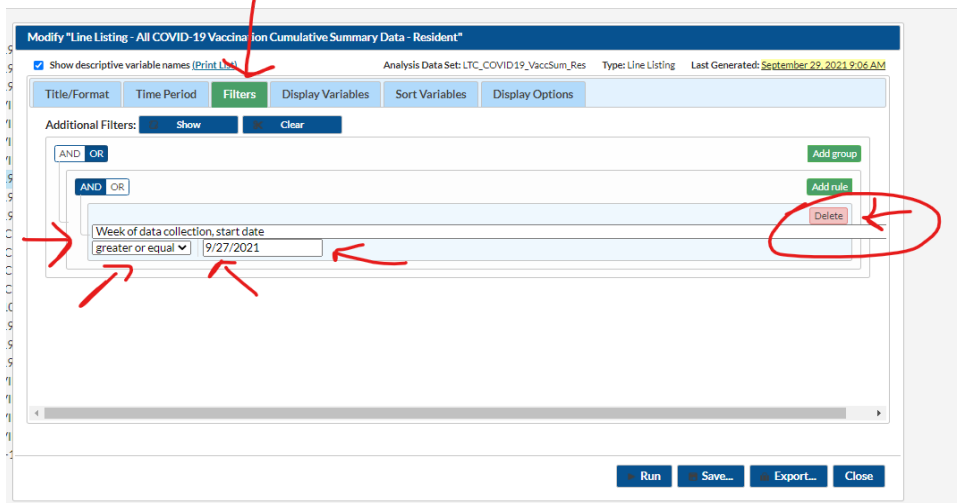 Modify "Line Listing - All COVID-19 Vaccination Cumulative Summary Data - Resident"
Show descriptive variable names (Print List) Analysis Data Set: LTC_COVID19_VaccSum_Res Type: Line Listing Last Generated: September 29, 2021 9:06 AM
Title/Format Time Period Filters Display Variables Sort Variables Display Options
Additional Filters: Show Clear
AND OR Add group
AND OR Add rule
Delete
Week of data collection, start date
greater or equal 9/27/2021
Run Save... Export... Close